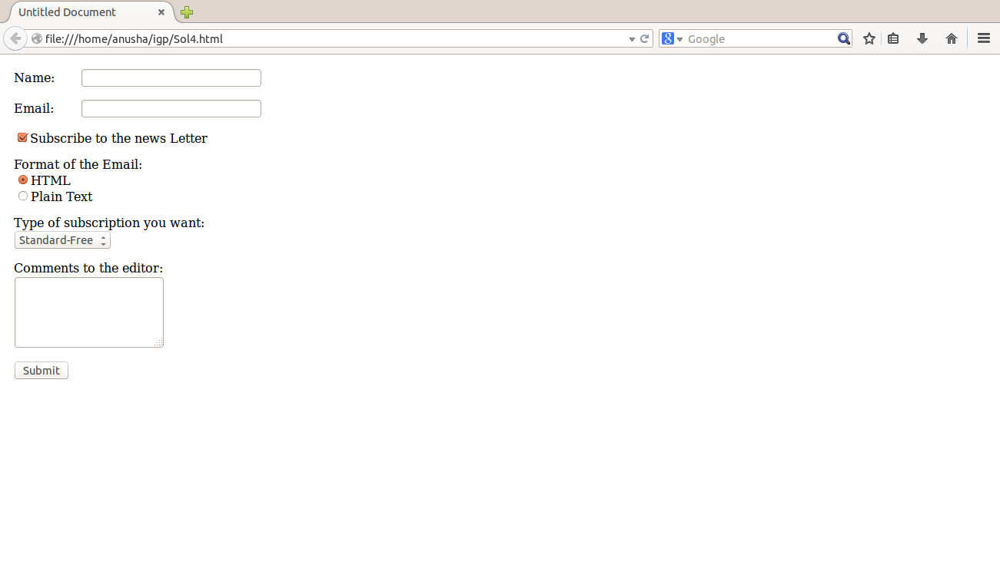 Untitled Document
file:///home/anusha/igp/Sol4.html
8 Google
Name:
Email:
Subscribe to the news Letter
Format of the Email:
HTML
Plain Text
Type of subscription you want:
Standard-Free
Comments to the editor:
Submit